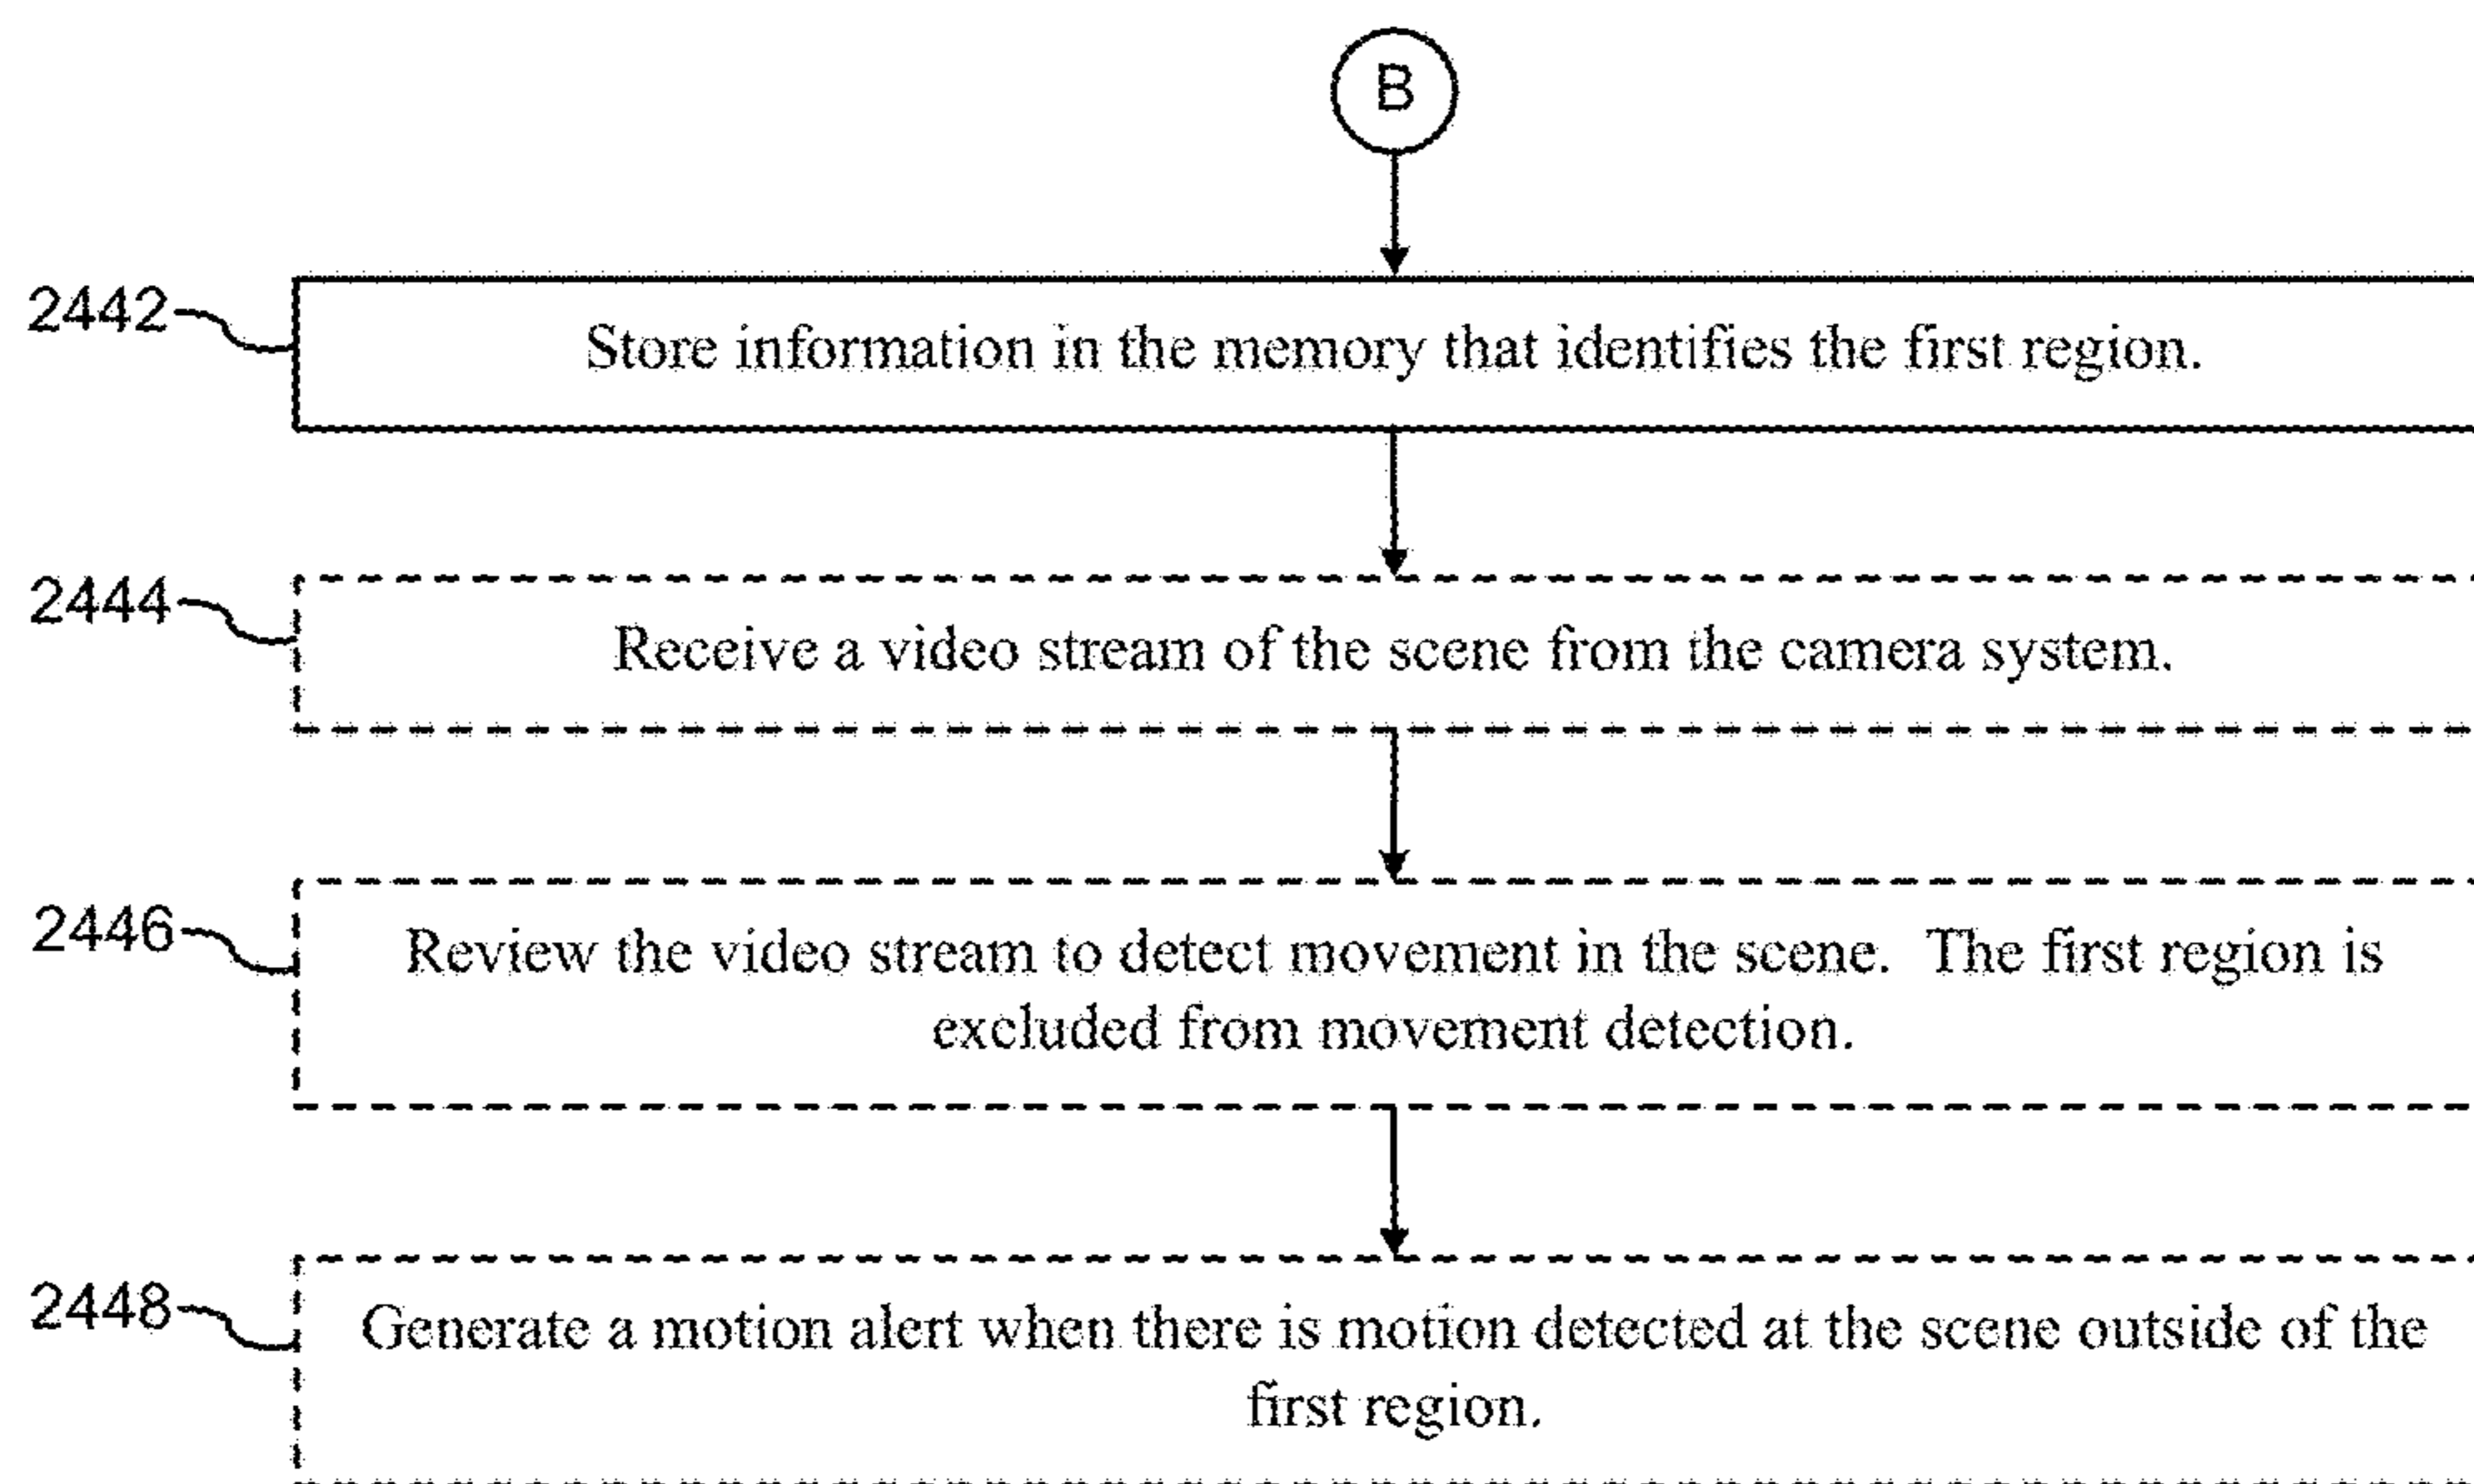 B
2442
Store information in the memory that identifies the first region.
2444
Receive a video stream of the scene from the camera system.
2446
Review the video stream to detect movement in the scene. The first region is
excluded from movement detection.
2448
Generate a motion alert when there is motion detected at the scene outside of the
first region.